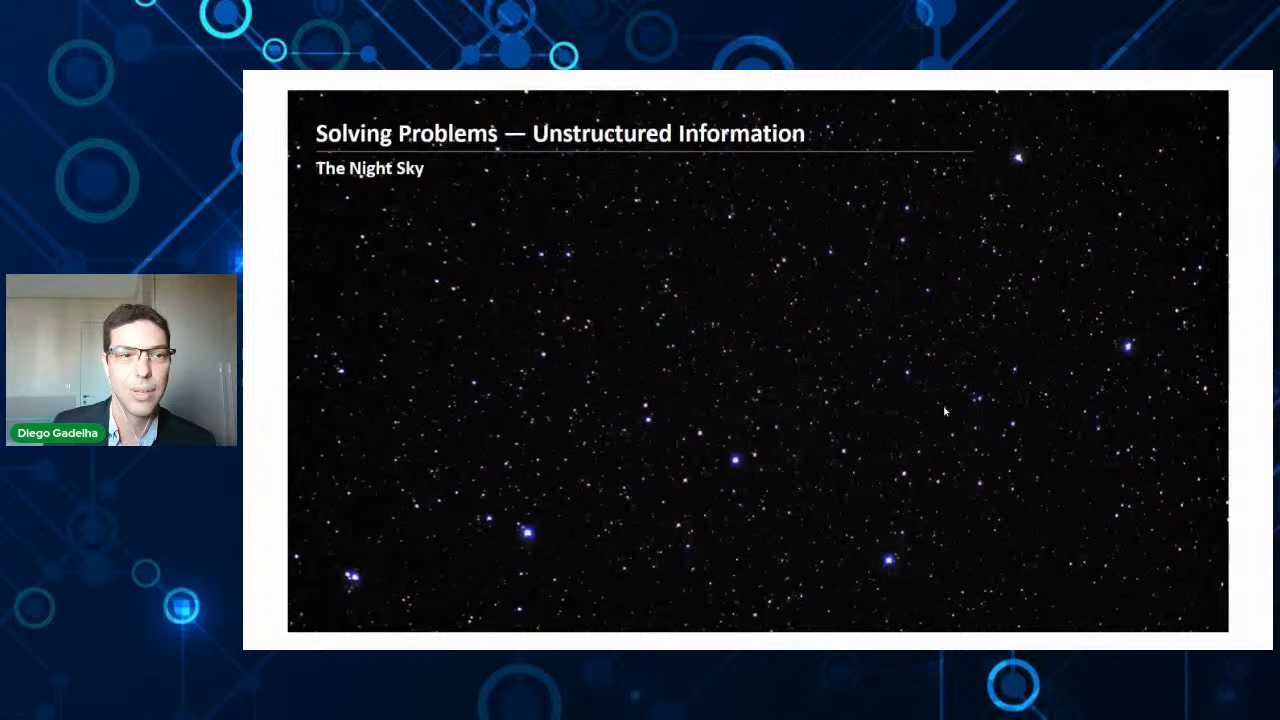 Solving Problems — Unstructured Information
The Night Sky
Diego Gadelha